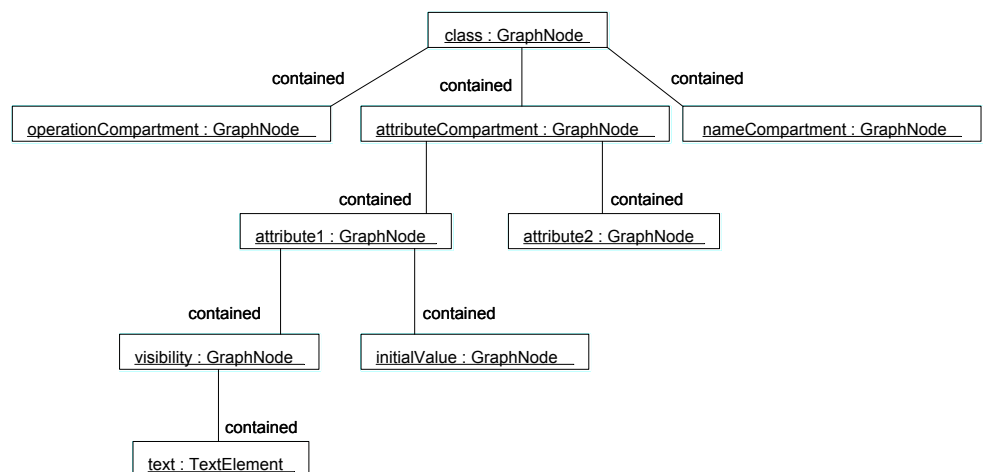 class : GraphNode
contained
contained
contained
operationCompartment : GraphNode
attributeCompartment : GraphNode
nameCompartment : GraphNode
contained
contained
attribute1 : GraphNode
attribute2 : GraphNode
contained
contained
visibility : GraphNode
initialValue : GraphNode
contained
text : TextElement